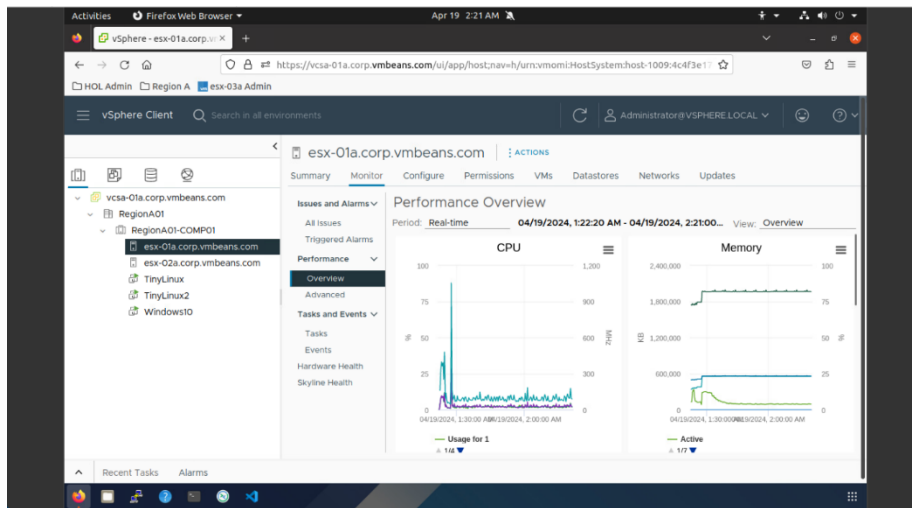 Activities Firefox Web Browser Apr 19 2:21 AM
vSphere - esx-01a.corp.v
https://vcsa-01a.corp.vmbeans.com/ui/app/host;nav=h/urn:vmomi:HostSystem:host-1009:4c4f3e17
HOL Admin Region A esx-03a Admin
vSphere Client Search in all environments Administrator@VSPHERE.LOCAL
esx-01a.corp.vmbeans.com ACTIONS
Summary Monitor Configure Permissions VMs Datastores Networks Updates
vcsa-01a.corp.vmbeans.com
RegionA01
RegionA01-COMP01
esx-01a.corp.vmbeans.com
esx-02a.corp.vmbeans.com
TinyLinux
TinyLinux2
Windows10
Issues and Alarms
All Issues
Triggered Alarms
Performance
Overview
Advanced
Tasks and Events
Tasks
Events
Hardware Health
Skyline Health
Performance Overview
Period: Real-time 04/19/2024, 1:22:20 AM - 04/19/2024, 2:21:00... View: Overview
CPU
100 1,200
75 900
% 50 600 MHz
25 300
0 0
04/19/2024, 1:30:00 AM 04/19/2024, 2:00:00 AM
Usage for 1
1/4
Memory
2,400,000 100
1,800,000 75
KB 1,200,000 50 %
600,000 25
0 0
04/19/2024, 1:30:00 04/19/2024, 2:00:00 AM
Active
1/7
Recent Tasks Alarms